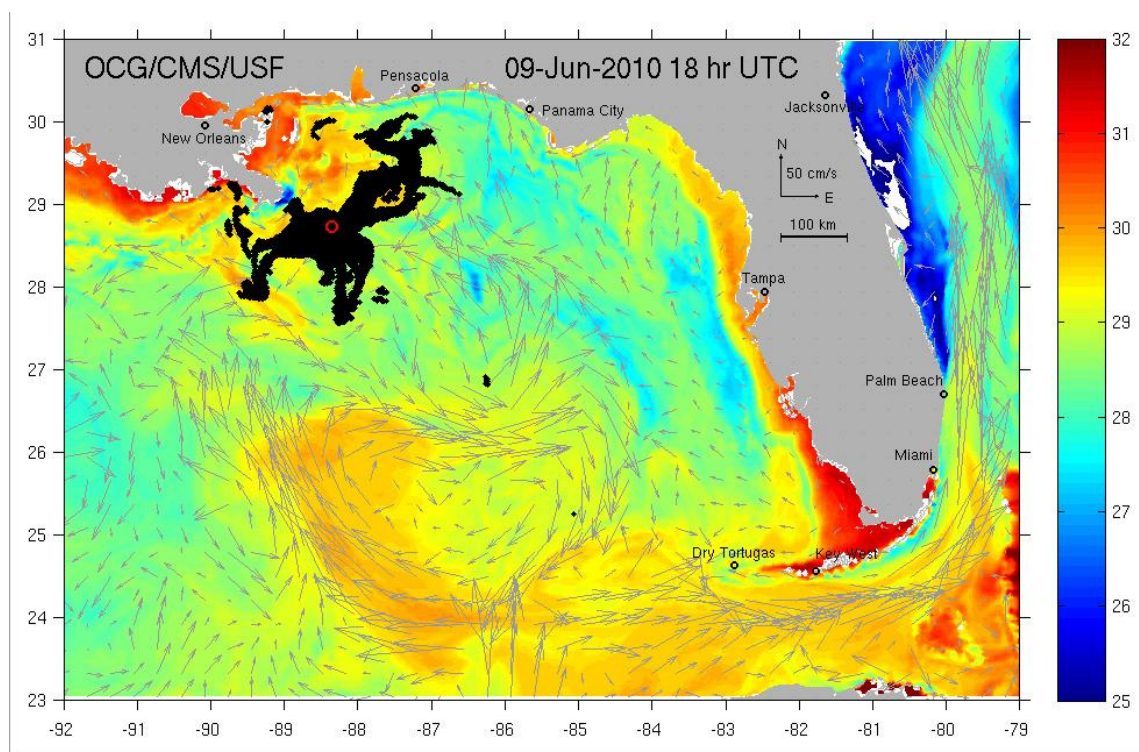 OCG/CMS/USF
09-Jun-2010 18 hr UTC
Pensacola
Panama City
Jacksonville
New Orleans
N
50 cm/s
E
100 km
Tampa
Palm Beach
Miami
Dry Tortugas
Key West
31
30
29
28
27
26
25
24
23
-92
-91
-90
-89
-88
-87
-86
-85
-84
-83
-82
-81
-80
-79
32
31
30
29
28
27
26
25